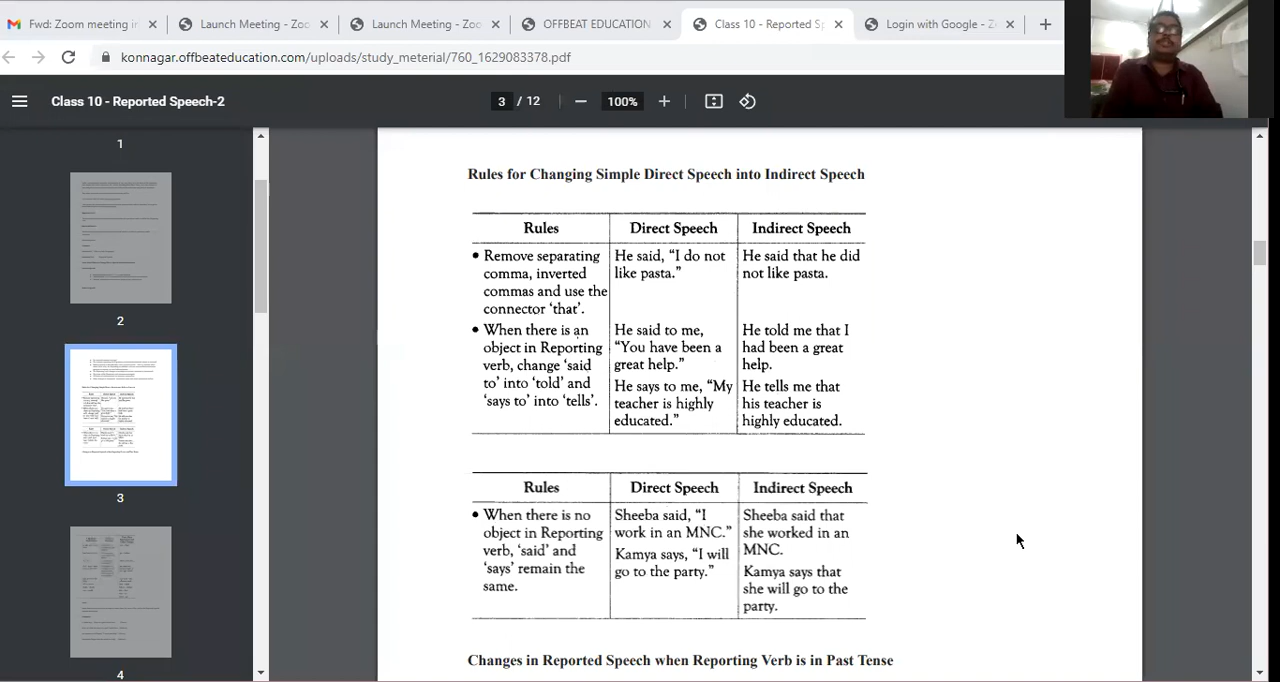 Fwd: Zoom meeting in
Launch Meeting - Zoo
Launch Meeting - Zoo
OFFBEAT EDUCATION
Class 10 - Reported Sp
Login with Google - Z
konnagar.offbeateducation.com/uploads/study_meterial/760_1629083378.pdf
Class 10 - Reported Speech-2
3 / 12
100%
1
2
3
4
Rules for Changing Simple Direct Speech into Indirect Speech
Rules Direct Speech Indirect Speech
• Remove separating He said, “I do not He said that he did
comma, inverted like pasta.” not like pasta.
commas and use the
connector ‘that’.
• When there is an He said to me, He told me that I
object in Reporting “You have been a had been a great
verb, change ‘said great help.” help.
to’ into ‘told’ and He says to me, “My He tells me that
‘says to’ into ‘tells’. teacher is highly his teacher is
educated.” highly educated.
Rules Direct Speech Indirect Speech
• When there is no Sheeba said, “I Sheeba said that
object in Reporting work in an MNC.” she worked in an
verb, ‘said’ and Kamya says, “I will MNC.
‘says’ remain the go to the party.” Kamya says that
same. she will go to the
party.
Changes in Reported Speech when Reporting Verb is in Past Tense